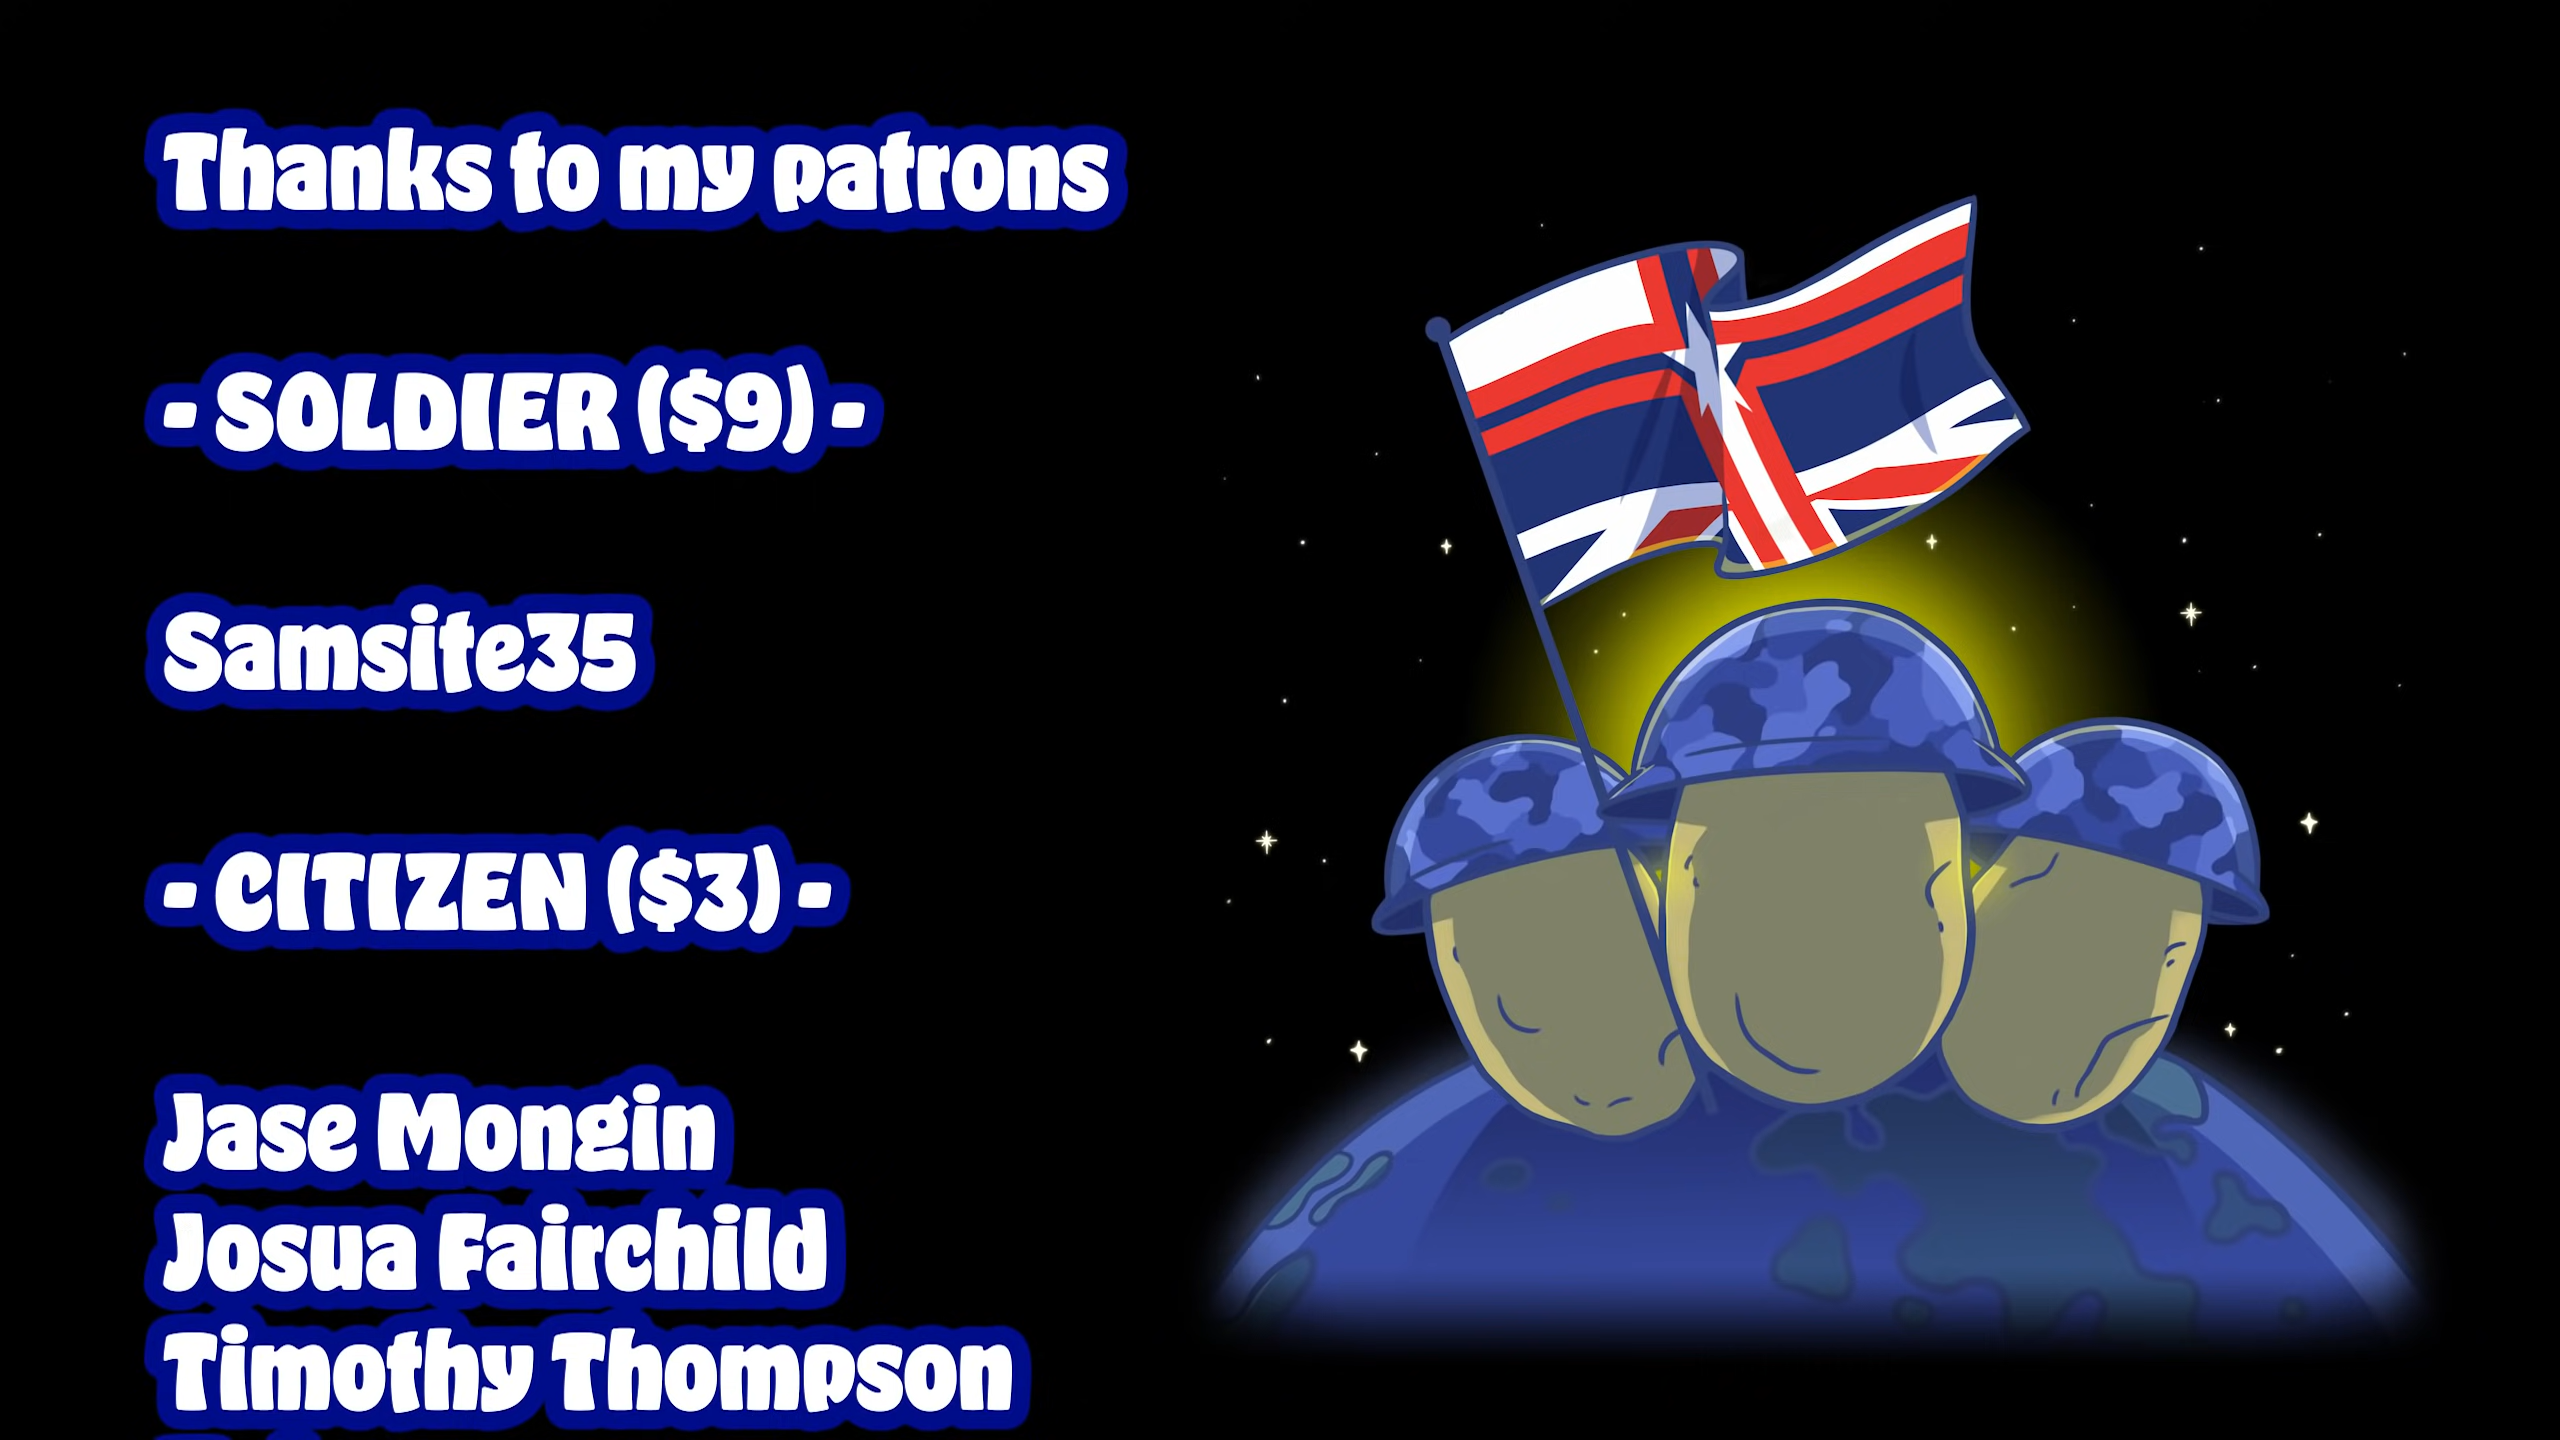 Thanks to my patrons
- SOLDIER ($9) -
Samsite35
- CITIZEN ($3) -
Jase Mongin
Josua Fairchild
Timothy Thompson